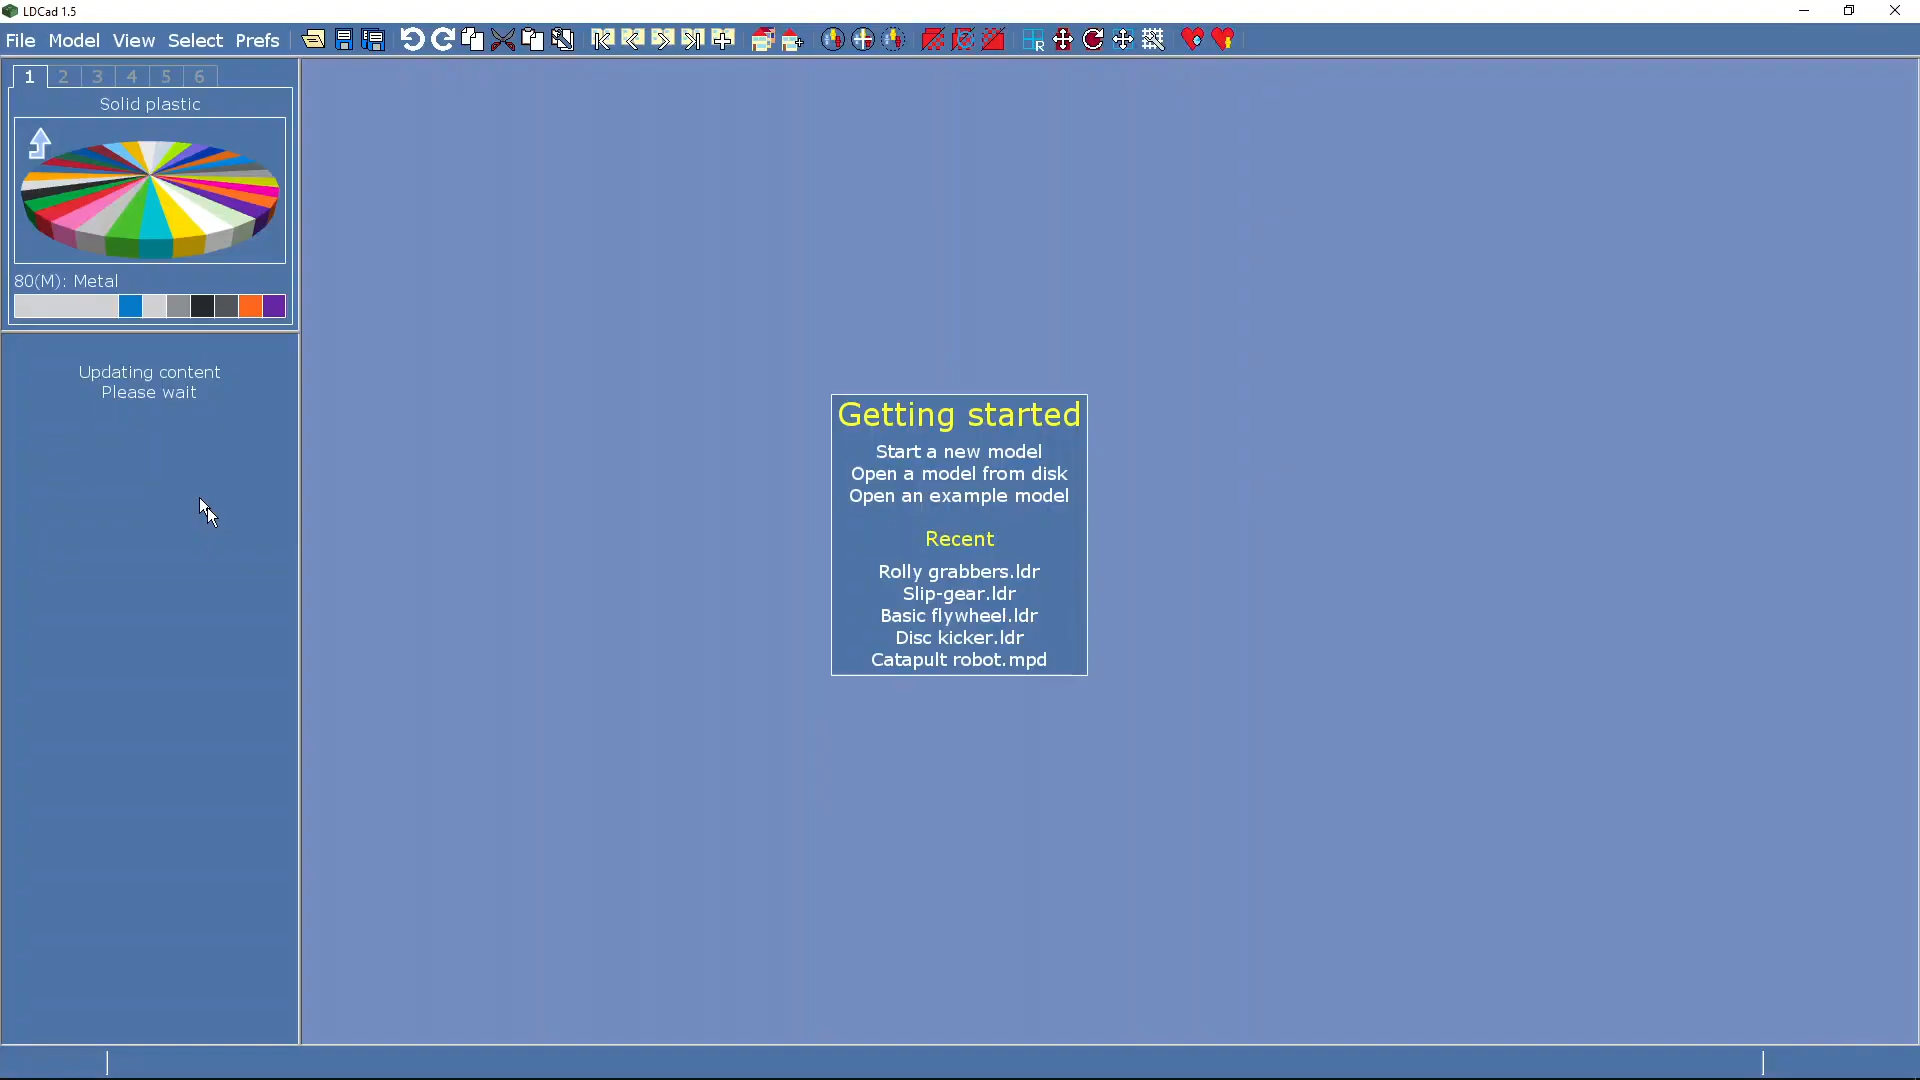 LDCad 1.5
File Model View Select Prefs
1 2 3 4 5 6
Solid plastic
80(M): Metal
Updating content
Please wait
Getting started
Start a new model
Open a model from disk
Open an example model
Recent
Rolly grabbers.ldr
Slip-gear.ldr
Basic flywheel.ldr
Disc kicker.ldr
Catapult robot.mpd